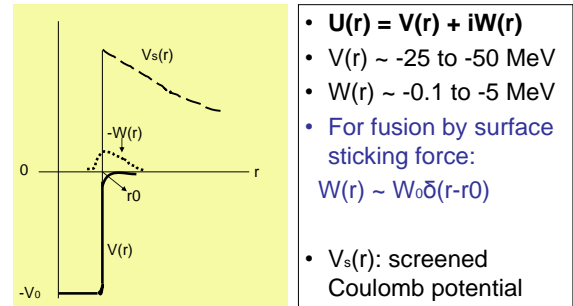 Vs(r)
-W(r)
0
r
r0
V(r)
-V0
• U(r) = V(r) + iW(r)
• V(r) ~ -25 to -50 MeV
• W(r) ~ -0.1 to -5 MeV
• For fusion by surface
sticking force:
W(r) ~ W0δ(r-r0)
• Vs(r): screened
Coulomb potential